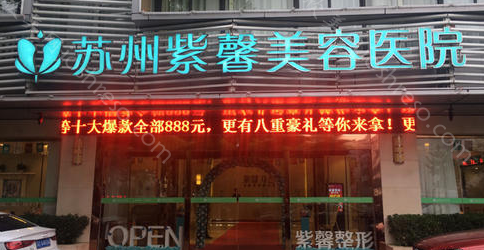 苏州紫馨美容医院
等十大爆款全部888元，更有八重豪礼等你来拿！更
OPEN
紫馨整形